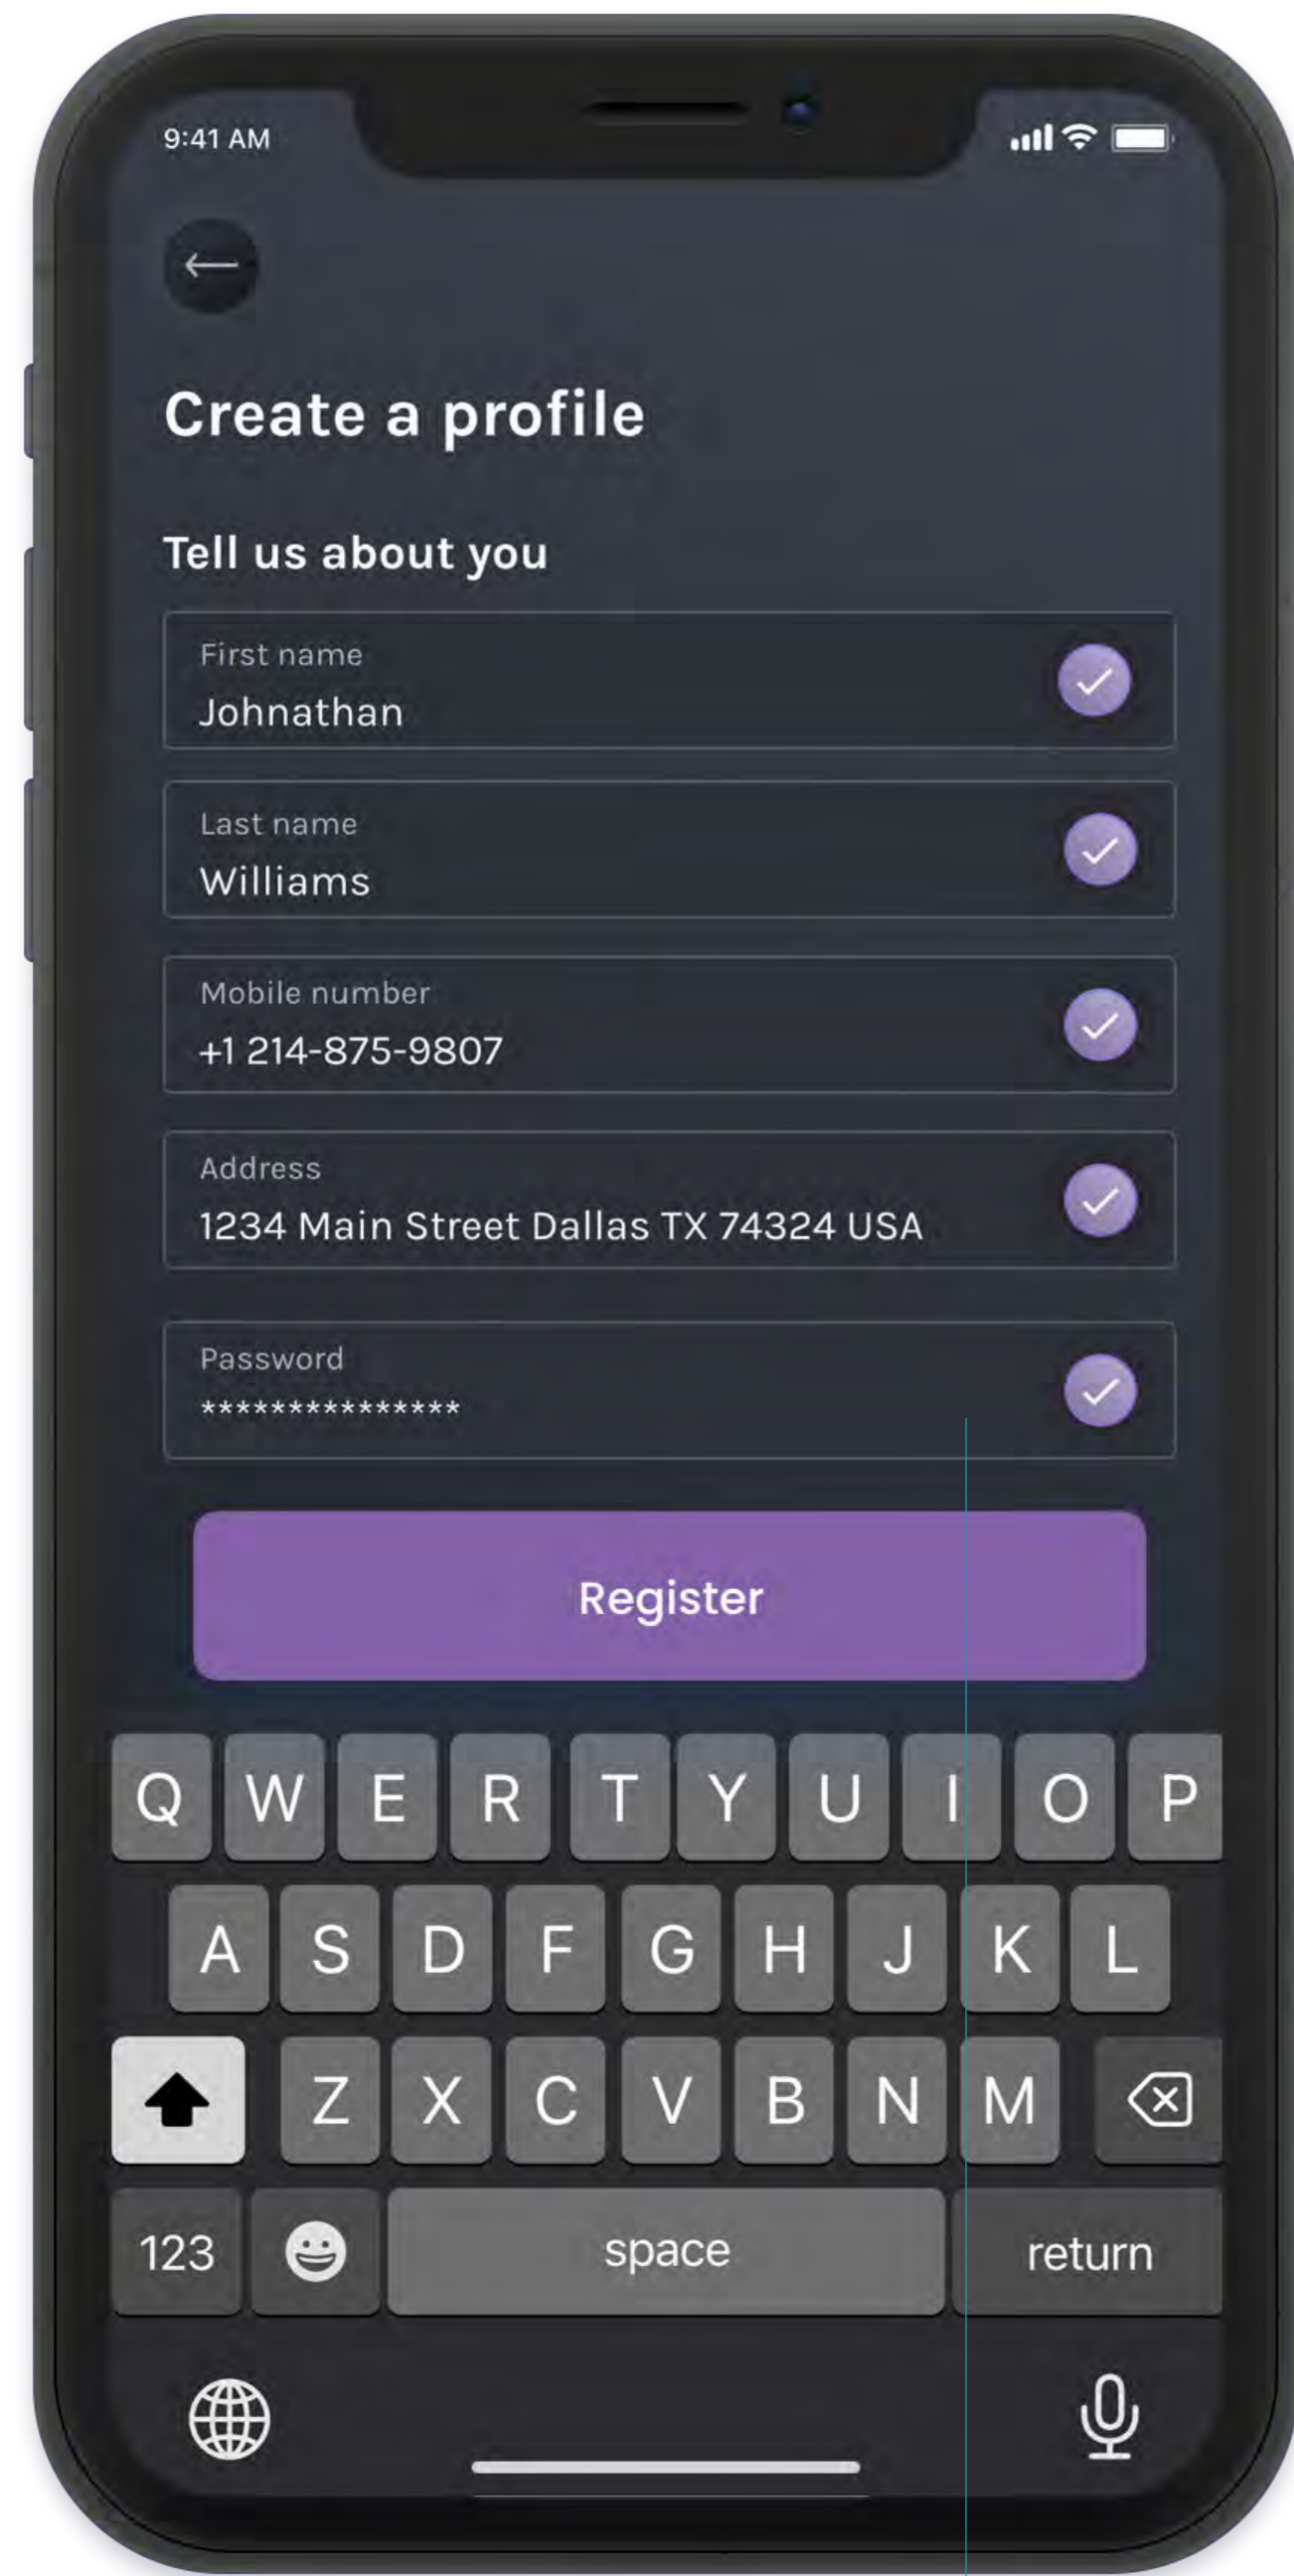 9:41 AM
Create a profile
Tell us about you
First name
Johnathan
Last name
Williams
Mobile number
+1 214-875-9807
Address
1234 Main Street Dallas TX 74324 USA
Password
***************
Register
Q W E R T Y U I O P
A S D F G H J K L
Z X C V B N M
123 space return